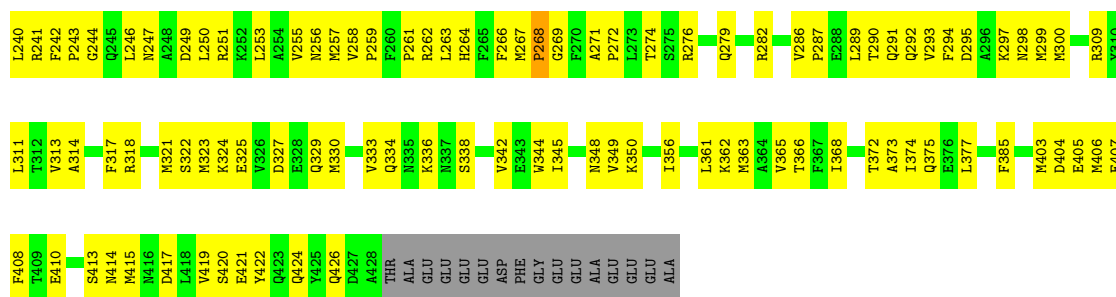 L240 R241 F242 P243 G244 Q245 L246 N247 A248 D249 L250 R251 K252 L253 A254 V255 N256 M257 V258 P259 F260 P261 R262 L263 H264 F265 F266 M267 P268 G269 F270 A271 P272 L273 T274 S275 R276 Q279 R282 V286 P287 E288 L289 T290 Q291 Q292 V293 F294 D295 A296 K297 N298 M299 M300 R309 Y310
L311 T312 V313 A314 F317 R318 M321 S322 M323 K324 E325 V326 D327 E328 Q329 M330 V333 Q334 N335 K336 N337 S338 V342 E343 W344 I345 N348 V349 K350 I356 L361 K362 M363 A364 V365 T366 F367 I368 T372 A373 I374 Q375 E376 L377 F385 M403 D404 E405 M406 E407
F408 T409 E410 S413 N414 M415 N416 D417 L418 V419 S420 E421 Y422 Q423 Q424 Y425 Q426 D427 A428 THR ALA GLU GLU GLU GLU ASP PHE GLY GLU GLU ALA GLU GLU GLU ALA